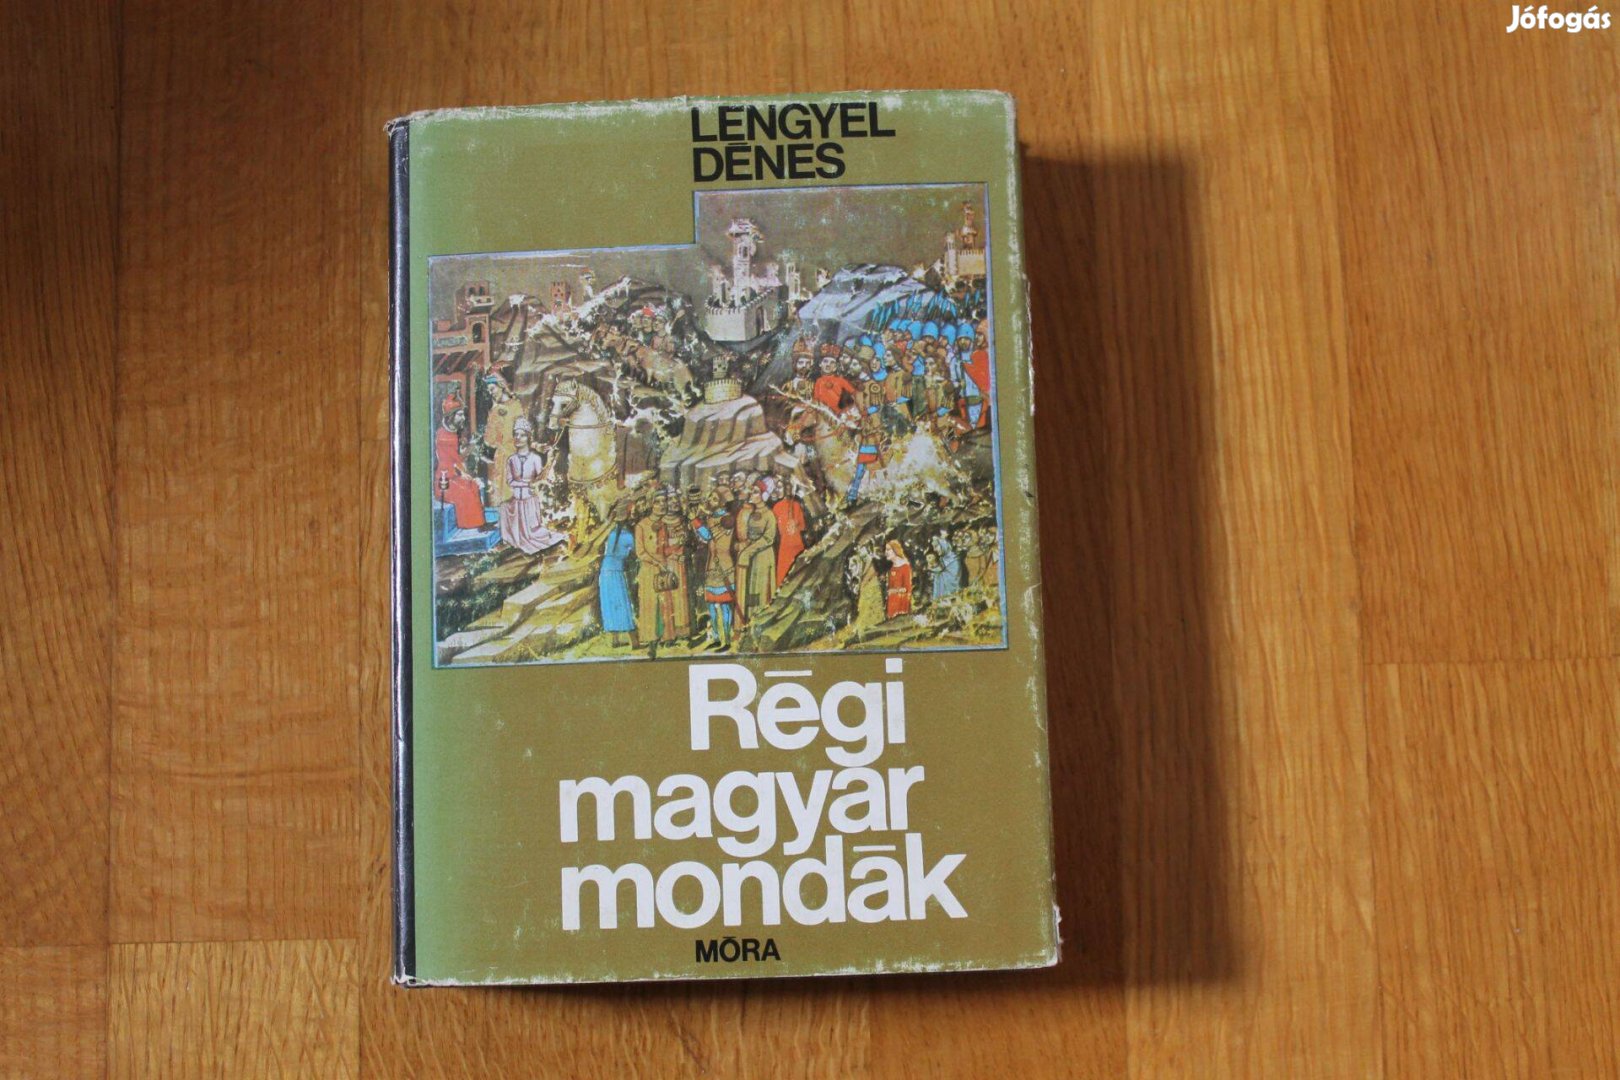 Jófogás
LENGYEL
DÉNES
Régi
magyar
mondák
MÓRA